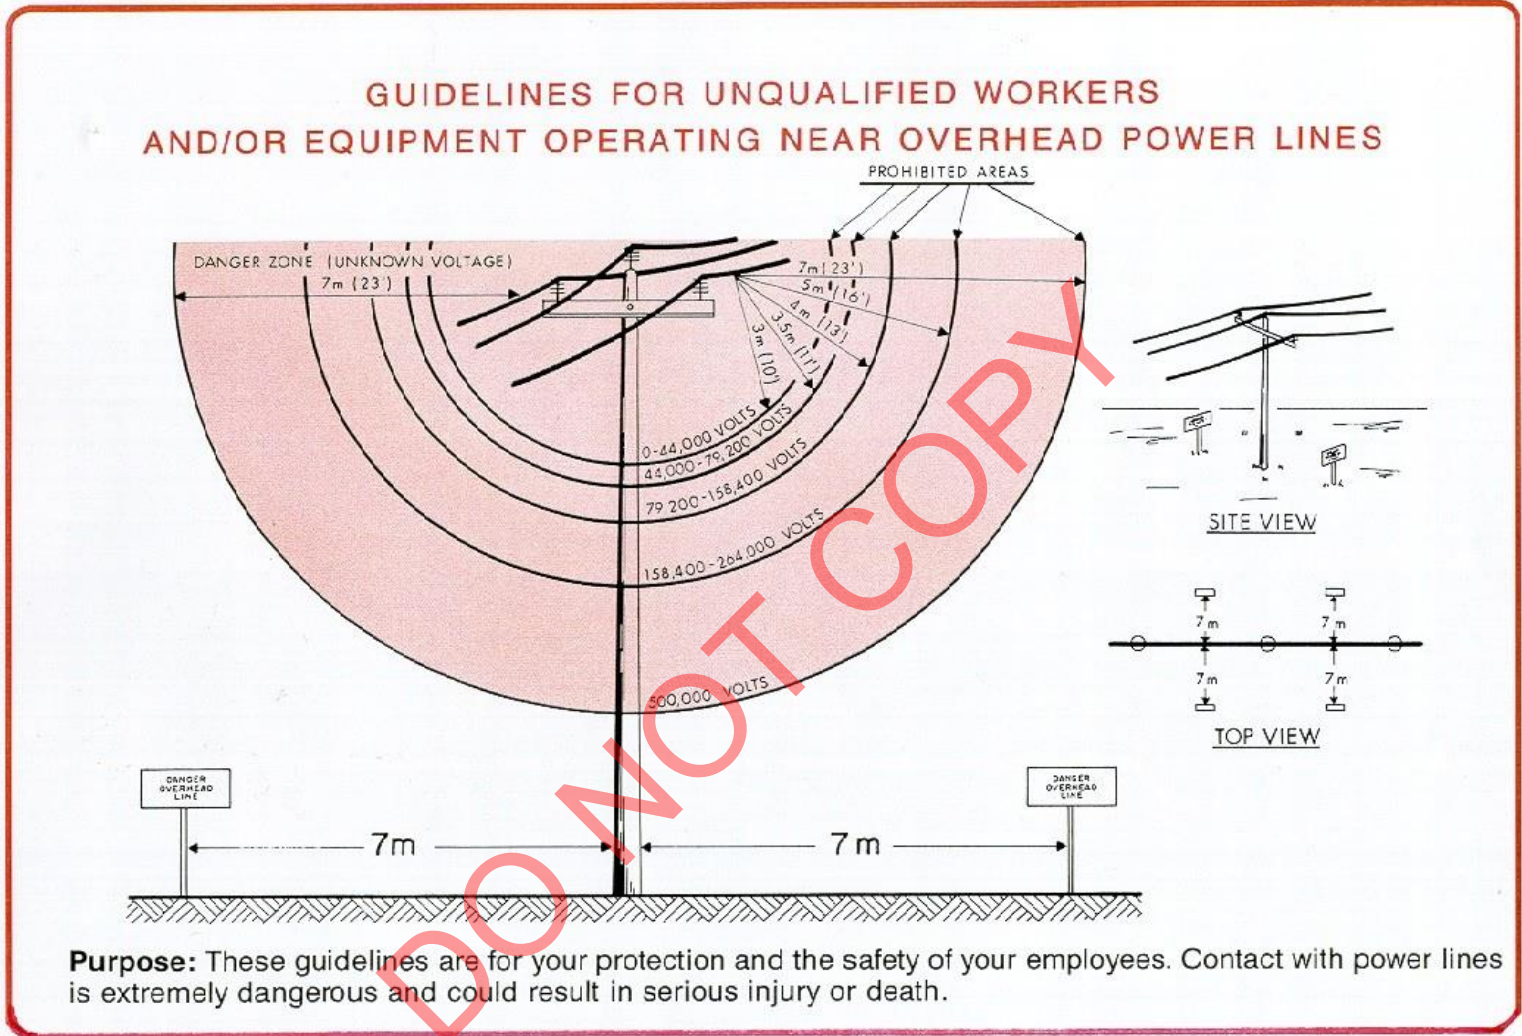 GUIDELINES FOR UNQUALIFIED WORKERS
AND/OR EQUIPMENT OPERATING NEAR OVERHEAD POWER LINES
PROHIBITED AREAS
DANGER ZONE (UNKNOWN VOLTAGE)
7m (23')
7m (23')
5m (16')
4m (13')
3.5m (11')
3m (10')
0-44,000 VOLTS
44,000-79,200 VOLTS
79 200-158,400 VOLTS
158,400-264,000 VOLTS
500,000 VOLTS
SITE VIEW
7 m
7 m
7 m
7 m
TOP VIEW
DANGER
OVERHEAD
LINE
DANGER
OVERHEAD
LINE
7m
7 m
DO NOT COPY
Purpose: These guidelines are for your protection and the safety of your employees. Contact with power lines
is extremely dangerous and could result in serious injury or death.